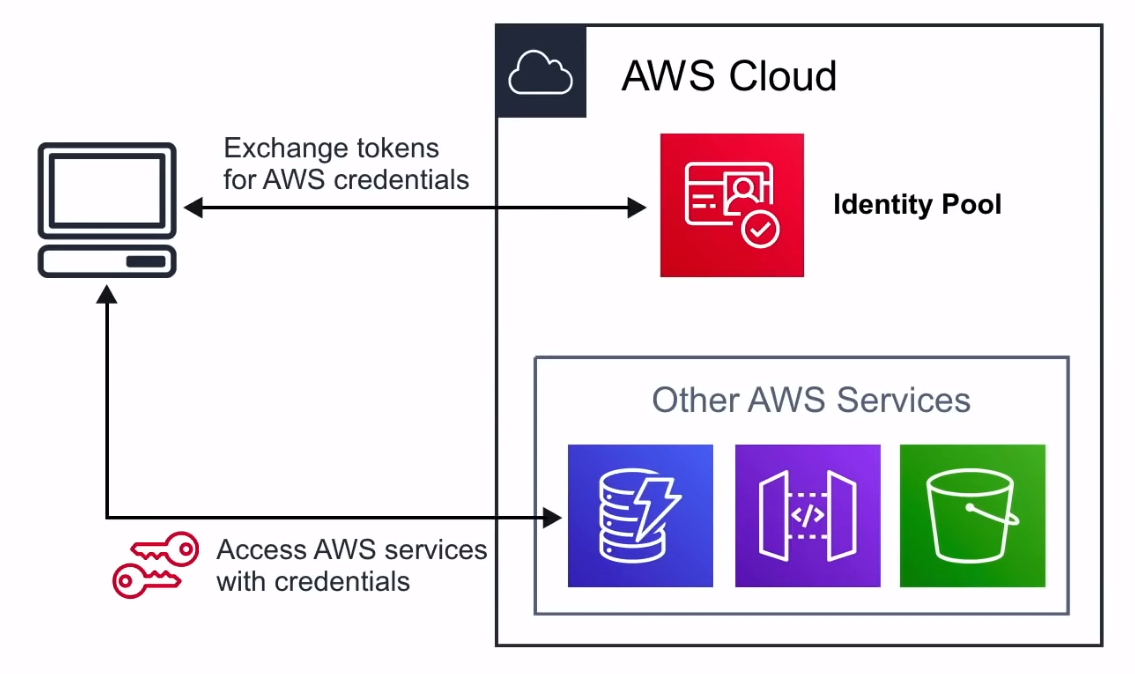 AWS Cloud
Exchange tokens
for AWS credentials
Identity Pool
Other AWS Services
</>
Access AWS services
with credentials